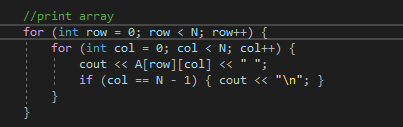 //print array
for (int row = 0; row < N; row++) {
for (int col = 0; col < N; col++) {
cout << A[row][col] << " ";
if (col == N - 1) { cout << "\n"; }
}
}